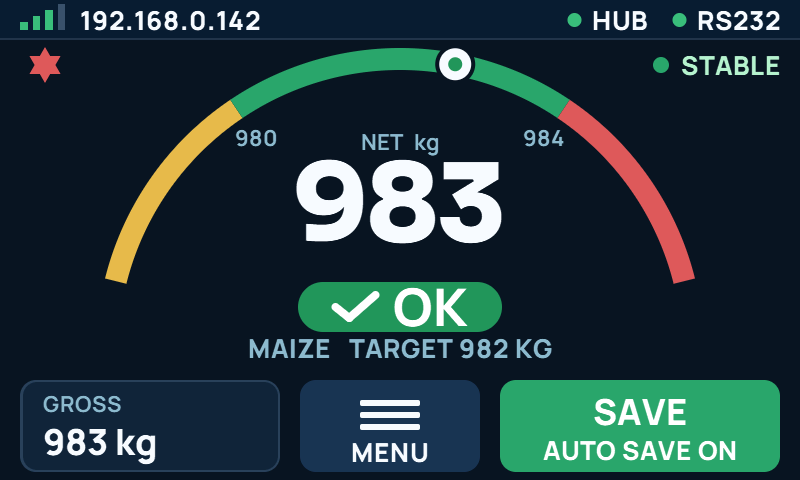 192.168.0.142 HUB RS232
STABLE
980 984
NET kg
983
OK
MAIZE TARGET 982 KG
GROSS
983 kg
MENU
SAVE
AUTO SAVE ON